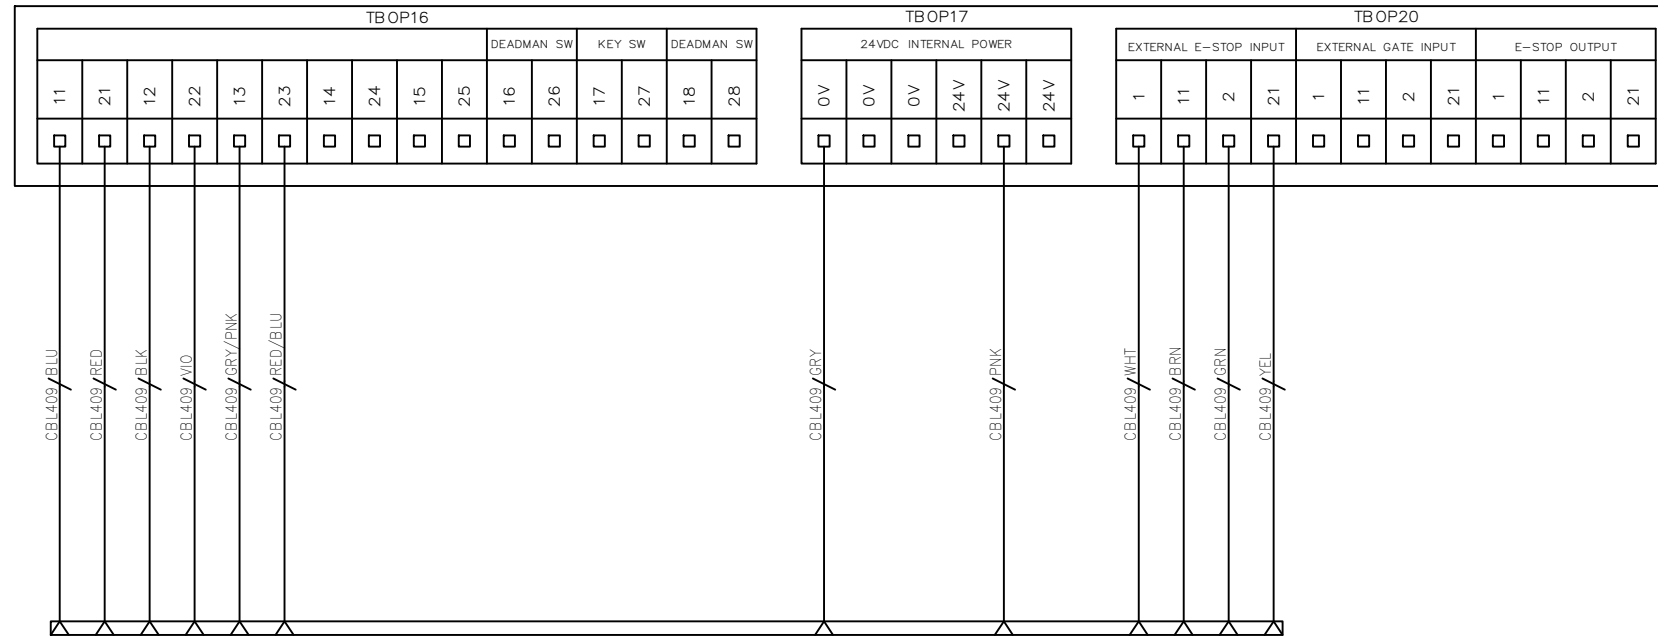 TBOP16 TBOP17 TBOP20
DEADMAN SW KEY SW DEADMAN SW 24VDC INTERNAL POWER EXTERNAL E-STOP INPUT EXTERNAL GATE INPUT E-STOP OUTPUT
11 21 12 22 13 23 14 24 15 25 16 26 17 27 18 28 0V 0V 0V 24V 24V 24V 1 11 2 21 1 11 2 21 1 11 2 21
CBL409/BLU
CBL409/RED
CBL409/BLK
CBL409/VIO
CBL409/GRY/PNK
CBL409/RED/BLU
CBL409/GRY
CBL409/PNK
CBL409/WHT
CBL409/BRN
CBL409/GRN
CBL409/YEL